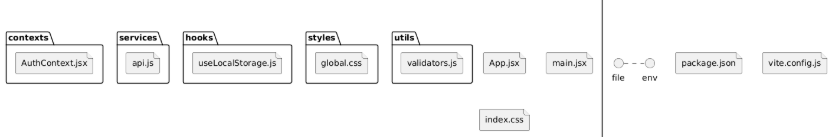 contexts
AuthContext.jsx
services
api.js
hooks
useLocalStorage.js
styles
global.css
utils
validators.js
App.jsx
main.jsx
index.css
file
env
package.json
vite.config.js